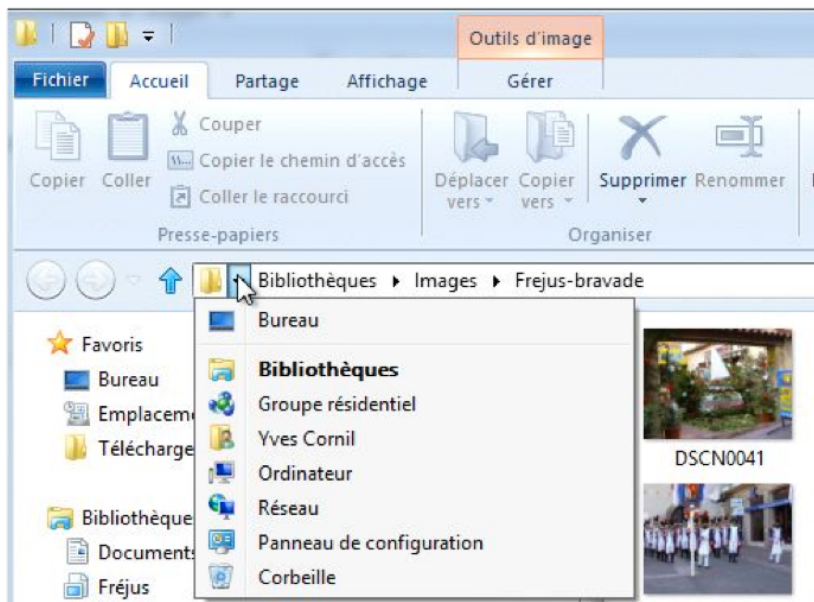 Outils d'image
Fichier Accueil Partage Affichage Gérer
Couper
Copier le chemin d'accès
Coller le raccourci
Copier Coller
Déplacer vers
Copier vers
Supprimer Renommer
Presse-papiers
Organiser
Bibliothèques Images Frejus-bravade
Bureau
Bibliothèques
Groupe résidentiel
Yves Cornil
Ordinateur
Réseau
Panneau de configuration
Corbeille
Favoris
Bureau
Emplacem
Télécharge
Bibliothèque
Document
Fréjus
DSCN0041